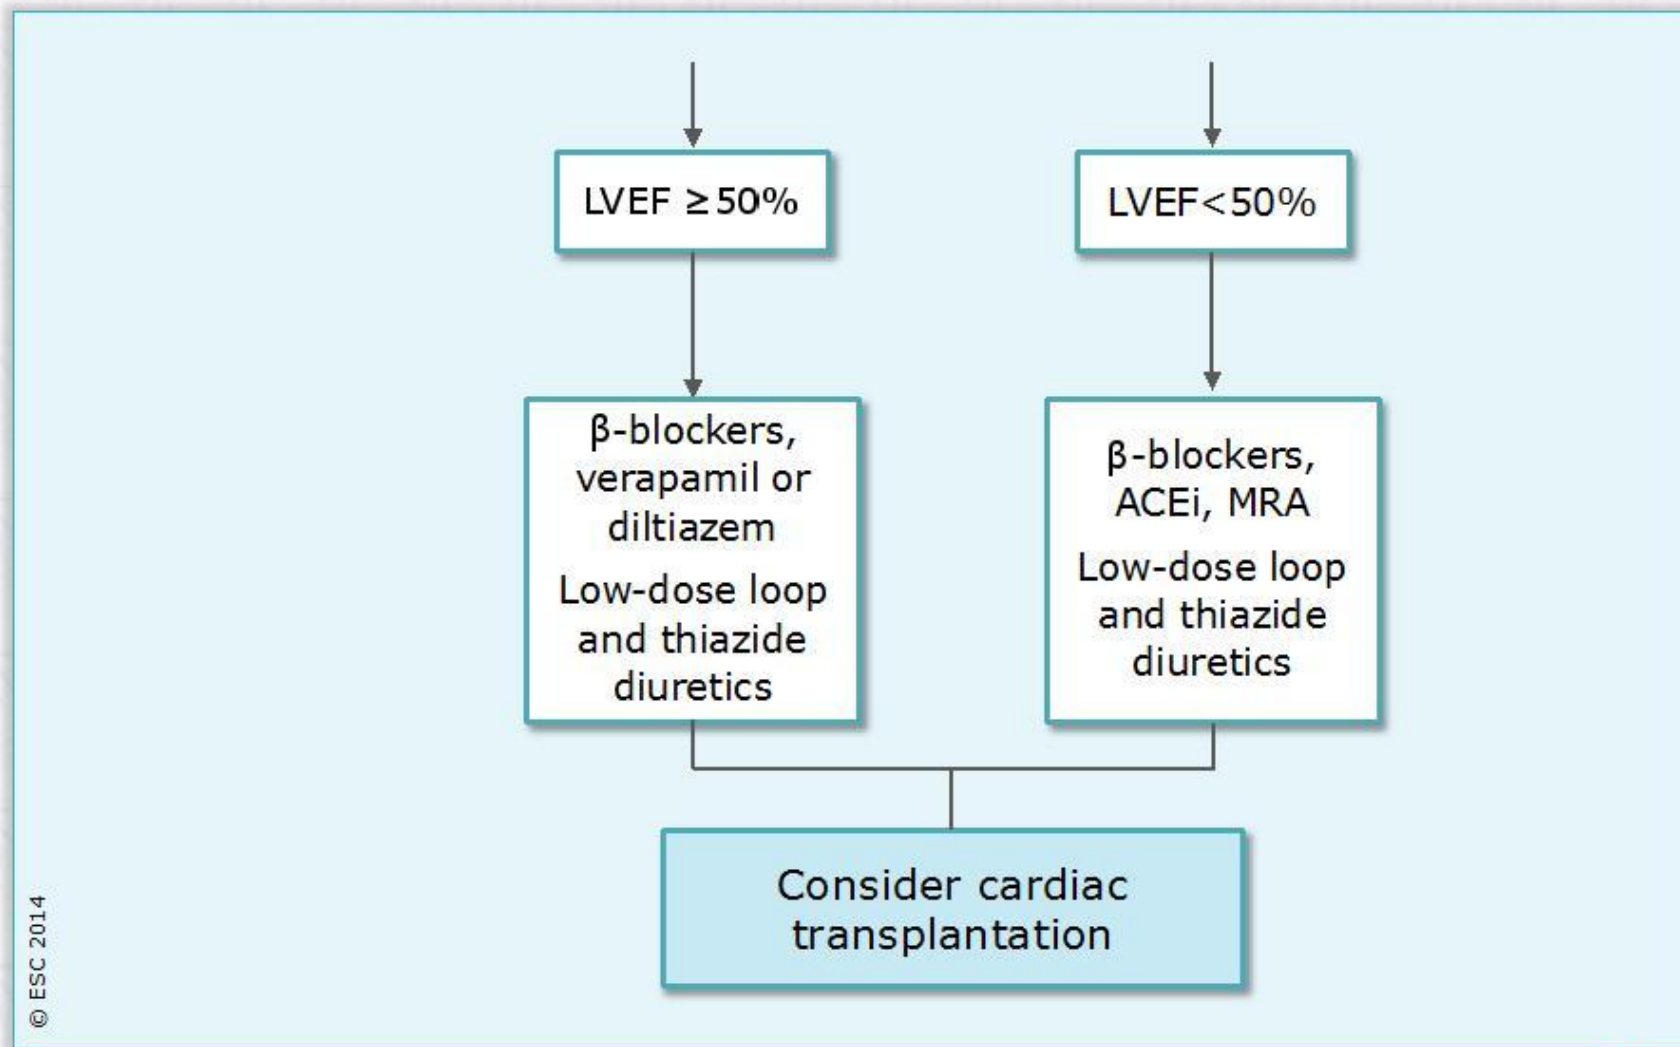 LVEF ≥50%
LVEF<50%
β-blockers,
verapamil or
diltiazem
Low-dose loop
and thiazide
diuretics
β-blockers,
ACEi, MRA
Low-dose loop
and thiazide
diuretics
Consider cardiac
transplantation
© ESC 2014